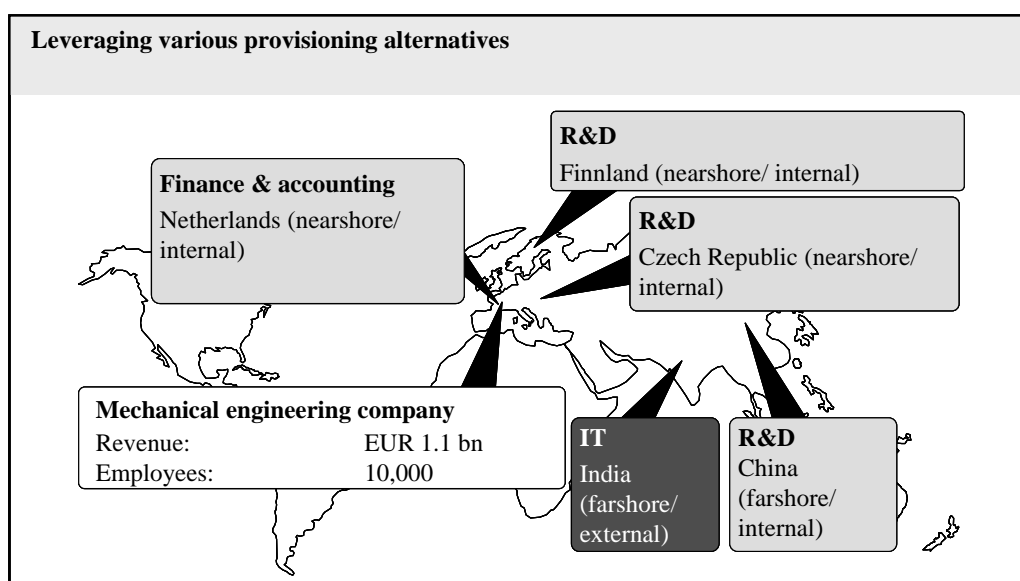 Leveraging various provisioning alternatives
R&D
Finnland (nearshore/ internal)
Finance & accounting
Netherlands (nearshore/
internal)
R&D
Czech Republic (nearshore/
internal)
Mechanical engineering company
Revenue: EUR 1.1 bn
Employees: 10,000
IT
India
(farshore/
external)
R&D
China
(farshore/
internal)